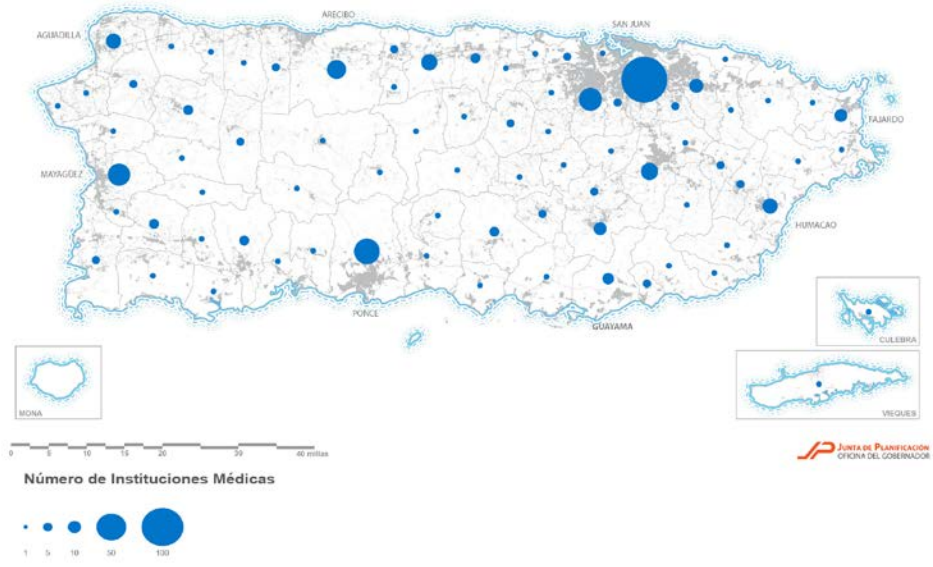 ARECIBO
SAN JUAN
AGUADILLA
FAJARDO
MAYAGÜEZ
HUMACAO
PONCE
GUAYAMA
CULEBRA
MONA
VIEQUES
0 5 10 15 20 30 40 millas
JP JUNTA DE PLANIFICACIÓN
OFICINA DEL GOBERNADOR
Número de Instituciones Médicas
1 5 10 50 100